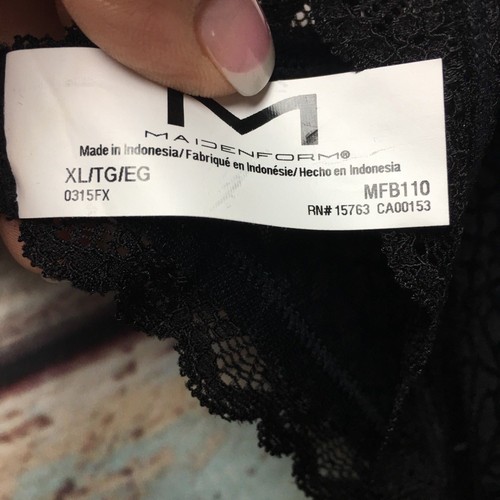 M
MAIDENFORM®
Made in Indonesia/ Fabriqué en Indonésie/ Hecho en Indonesia
XL/TG/EG
MFB110
0315FX
RN# 15763 CA00153